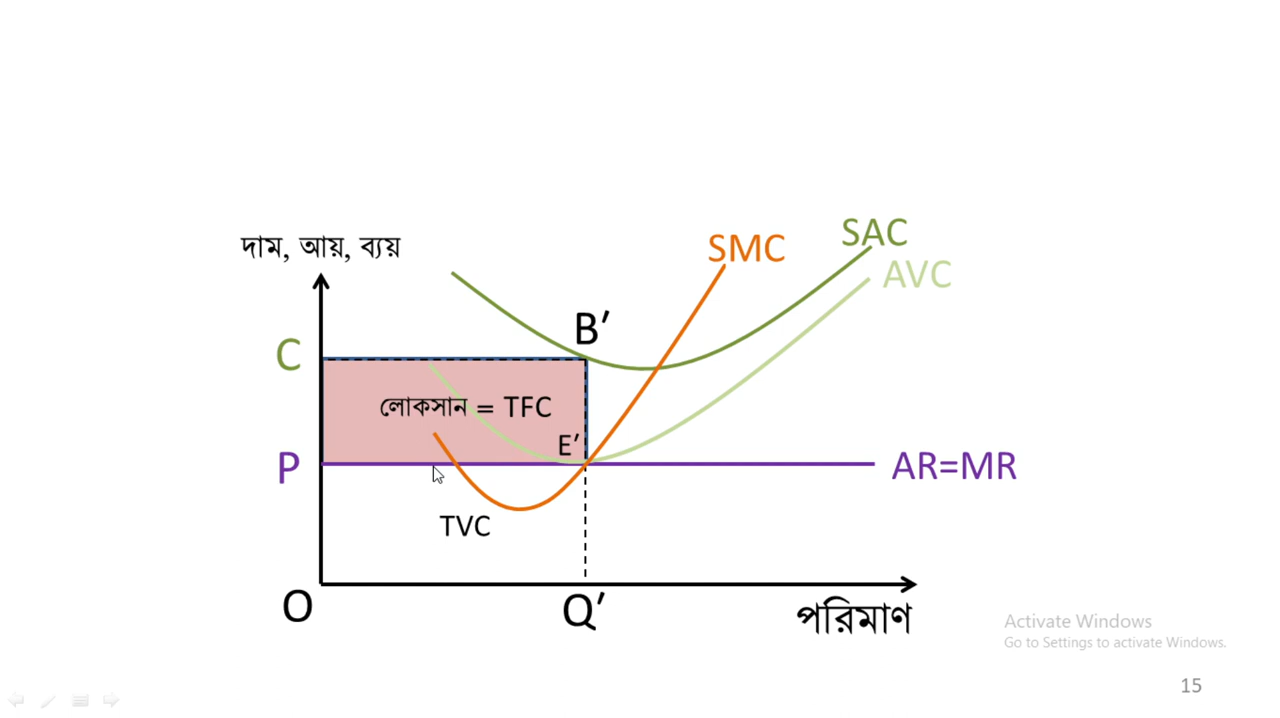 SAC
SMC
দাম, আয়, ব্যয়
AVC
B′
C
লোকসান = TFC
E′
P
AR=MR
TVC
O
Q′
পরিমাণ
Activate Windows
Go to Settings to activate Windows.
15